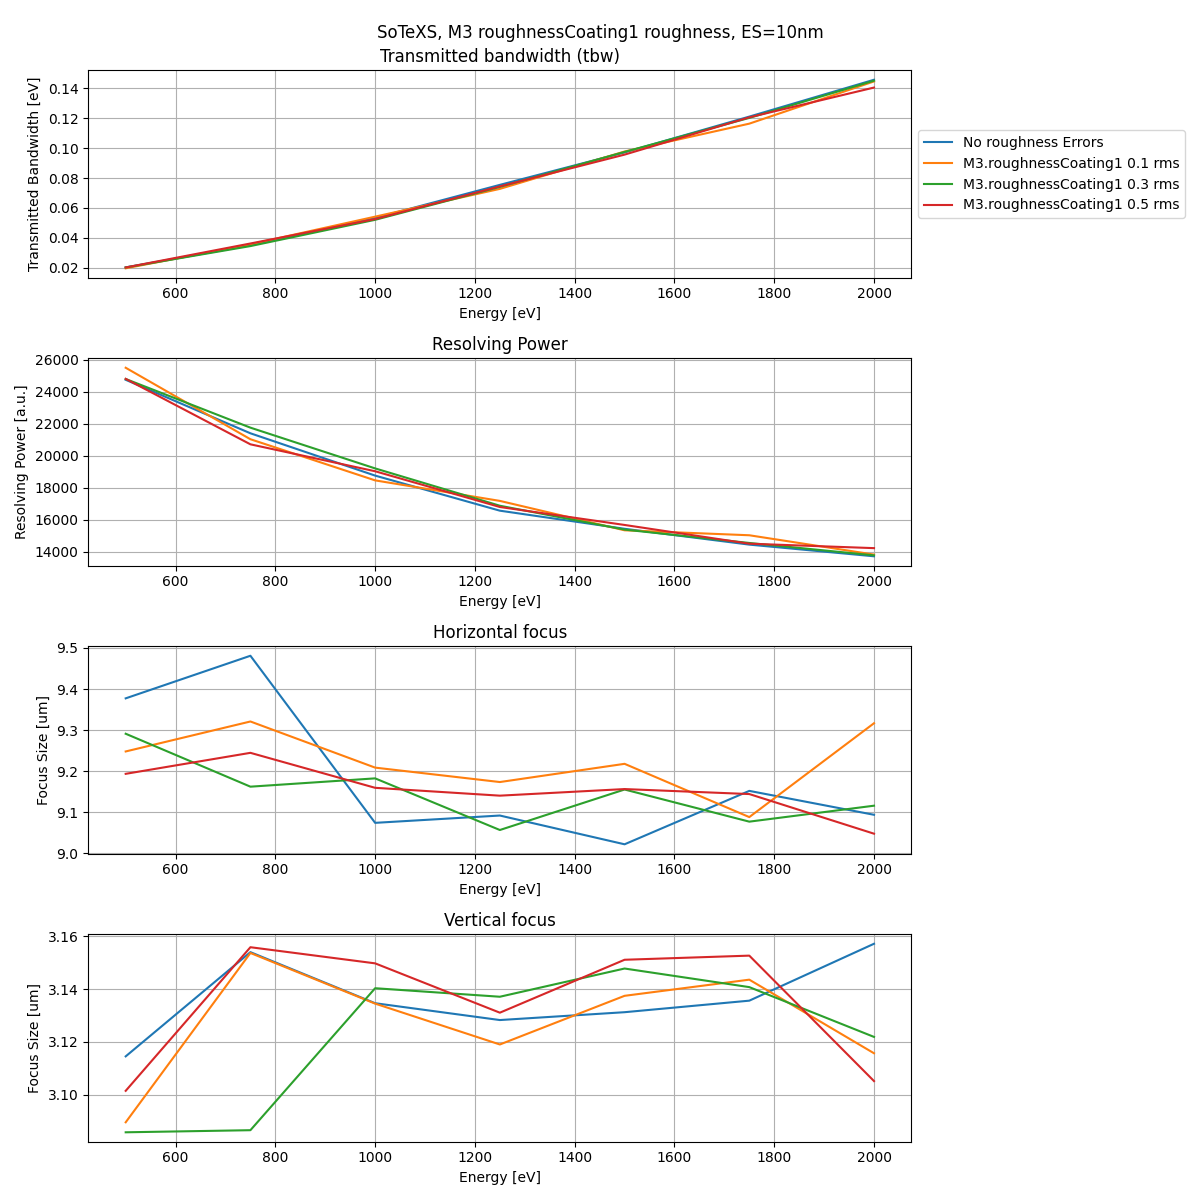 SoTeXS, M3 roughnessCoating1 roughness, ES=10nm
Transmitted bandwidth (tbw)
Transmitted Bandwidth [eV]
0.14
0.12
0.10
0.08
0.06
0.04
0.02
600 800 1000 1200 1400 1600 1800 2000
Energy [eV]
No roughness Errors
M3.roughnessCoating1 0.1 rms
M3.roughnessCoating1 0.3 rms
M3.roughnessCoating1 0.5 rms
Resolving Power
Resolving Power [a.u.]
26000
24000
22000
20000
18000
16000
14000
600 800 1000 1200 1400 1600 1800 2000
Energy [eV]
Horizontal focus
Focus Size [um]
9.5
9.4
9.3
9.2
9.1
9.0
600 800 1000 1200 1400 1600 1800 2000
Energy [eV]
Vertical focus
Focus Size [um]
3.16
3.14
3.12
3.10
600 800 1000 1200 1400 1600 1800 2000
Energy [eV]